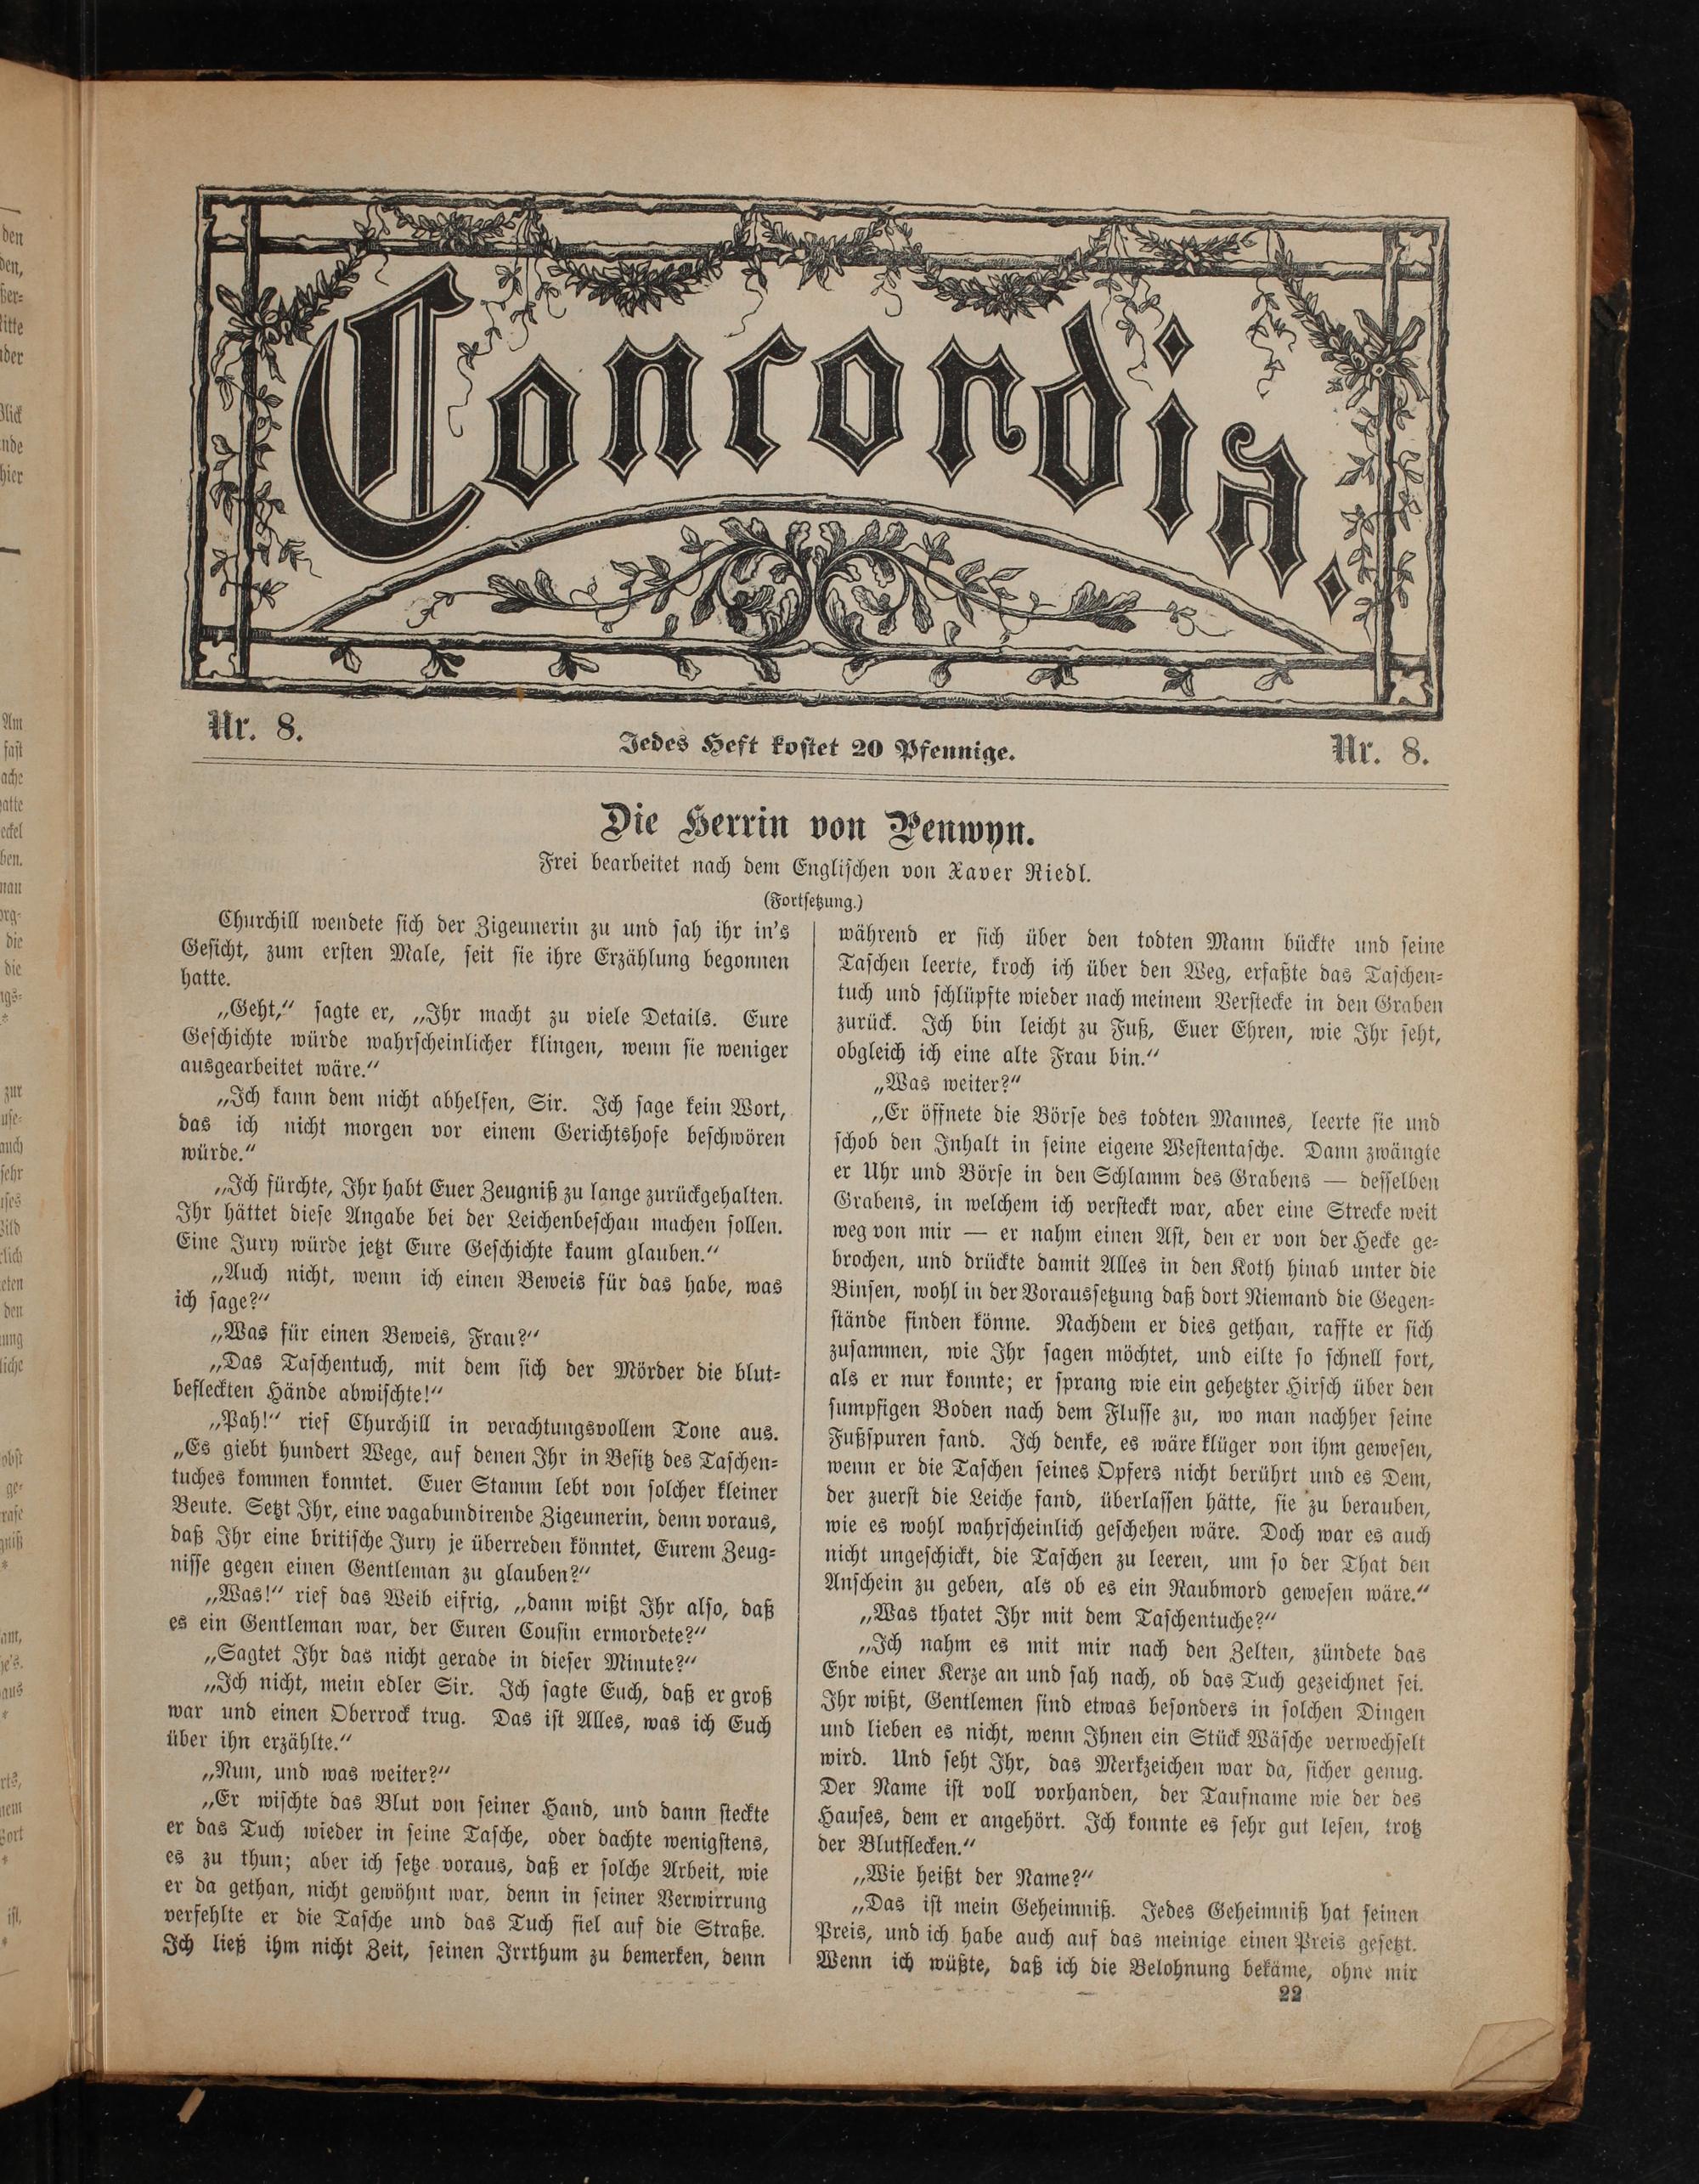 Concordia.
Nr. 8.
Jedes Heft kostet 20 Pfennige.
Nr. 8.
Die Herrin von Penwyn.
Frei bearbeitet nach dem Englischen von Xaver Riedl.
(Fortsetzung.)
Churchill wendete sich der Zigeunerin zu und sah ihr in's
Gesicht, zum ersten Male, seit sie ihre Erzählung begonnen
hatte.
„Geht,“ sagte er, „Ihr macht zu viele Details. Eure
Geschichte würde wahrscheinlicher klingen, wenn sie weniger
ausgearbeitet wäre.“
„Ich kann dem nicht abhelfen, Sir. Ich sage kein Wort,
das ich nicht morgen vor einem Gerichtshofe beschwören
würde.“
„Ich fürchte, Ihr habt Euer Zeugniß zu lange zurückgehalten.
Ihr hättet diese Angabe bei der Leichenbeschau machen sollen.
Eine Jury würde jetzt Eure Geschichte kaum glauben.“
„Auch nicht, wenn ich einen Beweis für das habe, was
ich sage?“
„Was für einen Beweis, Frau?“
„Das Taschentuch, mit dem sich der Mörder die blut-
befleckten Hände abwischte!“
„Pah!“ rief Churchill in verachtungsvollem Tone aus.
„Es giebt hundert Wege, auf denen Ihr in Besitz des Taschen-
tuches kommen konntet. Euer Stamm lebt von solcher kleiner
Beute. Setzt Ihr, eine vagabundirende Zigeunerin, denn voraus,
daß Ihr eine britische Jury je überreden könntet, Eurem Zeug-
nisse gegen einen Gentleman zu glauben?“
„Was!“ rief das Weib eifrig, „dann wißt Ihr also, daß
es ein Gentleman war, der Euren Cousin ermordete?“
„Sagtet Ihr das nicht gerade in dieser Minute?“
„Ich nicht, mein edler Sir. Ich sagte Euch, daß er groß
war und einen Oberrock trug. Das ist Alles, was ich Euch
über ihn erzählte.“
„Nun, und was weiter?“
„Er wischte das Blut von seiner Hand, und dann steckte
er das Tuch wieder in seine Tasche, oder dachte wenigstens,
es zu thun; aber ich setze voraus, daß er solche Arbeit, wie
er da gethan, nicht gewöhnt war, denn in seiner Verwirrung
verfehlte er die Tasche und das Tuch fiel auf die Straße.
Ich ließ ihm nicht Zeit, seinen Irrthum zu bemerken, denn
während er sich über den todten Mann bückte und seine
Taschen leerte, kroch ich über den Weg, erfaßte das Taschen-
tuch und schlüpfte wieder nach meinem Verstecke in den Graben
zurück. Ich bin leicht zu Fuß, Euer Ehren, wie Ihr seht,
obgleich ich eine alte Frau bin.“
„Was weiter?“
„Er öffnete die Börse des todten Mannes, leerte sie und
schob den Inhalt in seine eigene Westentasche. Dann zwängte
er Uhr und Börse in den Schlamm des Grabens — desselben
Grabens, in welchem ich versteckt war, aber eine Strecke weit
weg von mir — er nahm einen Ast, den er von der Hecke ge-
brochen, und drückte damit Alles in den Koth hinab unter die
Binsen, wohl in der Voraussetzung daß dort Niemand die Gegen-
stände finden könne. Nachdem er dies gethan, raffte er sich
zusammen, wie Ihr sagen möchtet, und eilte so schnell fort,
als er nur konnte; er sprang wie ein gehetzter Hirsch über den
sumpfigen Boden nach dem Flusse zu, wo man nachher seine
Fußspuren fand. Ich denke, es wäre klüger von ihm gewesen,
wenn er die Taschen seines Opfers nicht berührt und es Dem,
der zuerst die Leiche fand, überlassen hätte, sie zu berauben,
wie es wohl wahrscheinlich geschehen wäre. Doch war es auch
nicht ungeschickt, die Taschen zu leeren, um so der That den
Anschein zu geben, als ob es ein Raubmord gewesen wäre.“
„Was thatet Ihr mit dem Taschentuche?“
„Ich nahm es mit mir nach den Zelten, zündete das
Ende einer Kerze an und sah nach, ob das Tuch gezeichnet sei.
Ihr wißt, Gentlemen sind etwas besonders in solchen Dingen
und lieben es nicht, wenn Ihnen ein Stück Wäsche verwechselt
wird. Und seht Ihr, das Merkzeichen war da, sicher genug.
Der Name ist voll vorhanden, der Taufname wie der des
Hauses, dem er angehört. Ich konnte es sehr gut lesen, trotz
der Blutflecken.“
„Wie heißt der Name?“
„Das ist mein Geheimniß. Jedes Geheimniß hat seinen
Preis, und ich habe auch auf das meinige einen Preis gesetzt.
Wenn ich wüßte, daß ich die Belohnung bekäme, ohne mir
22